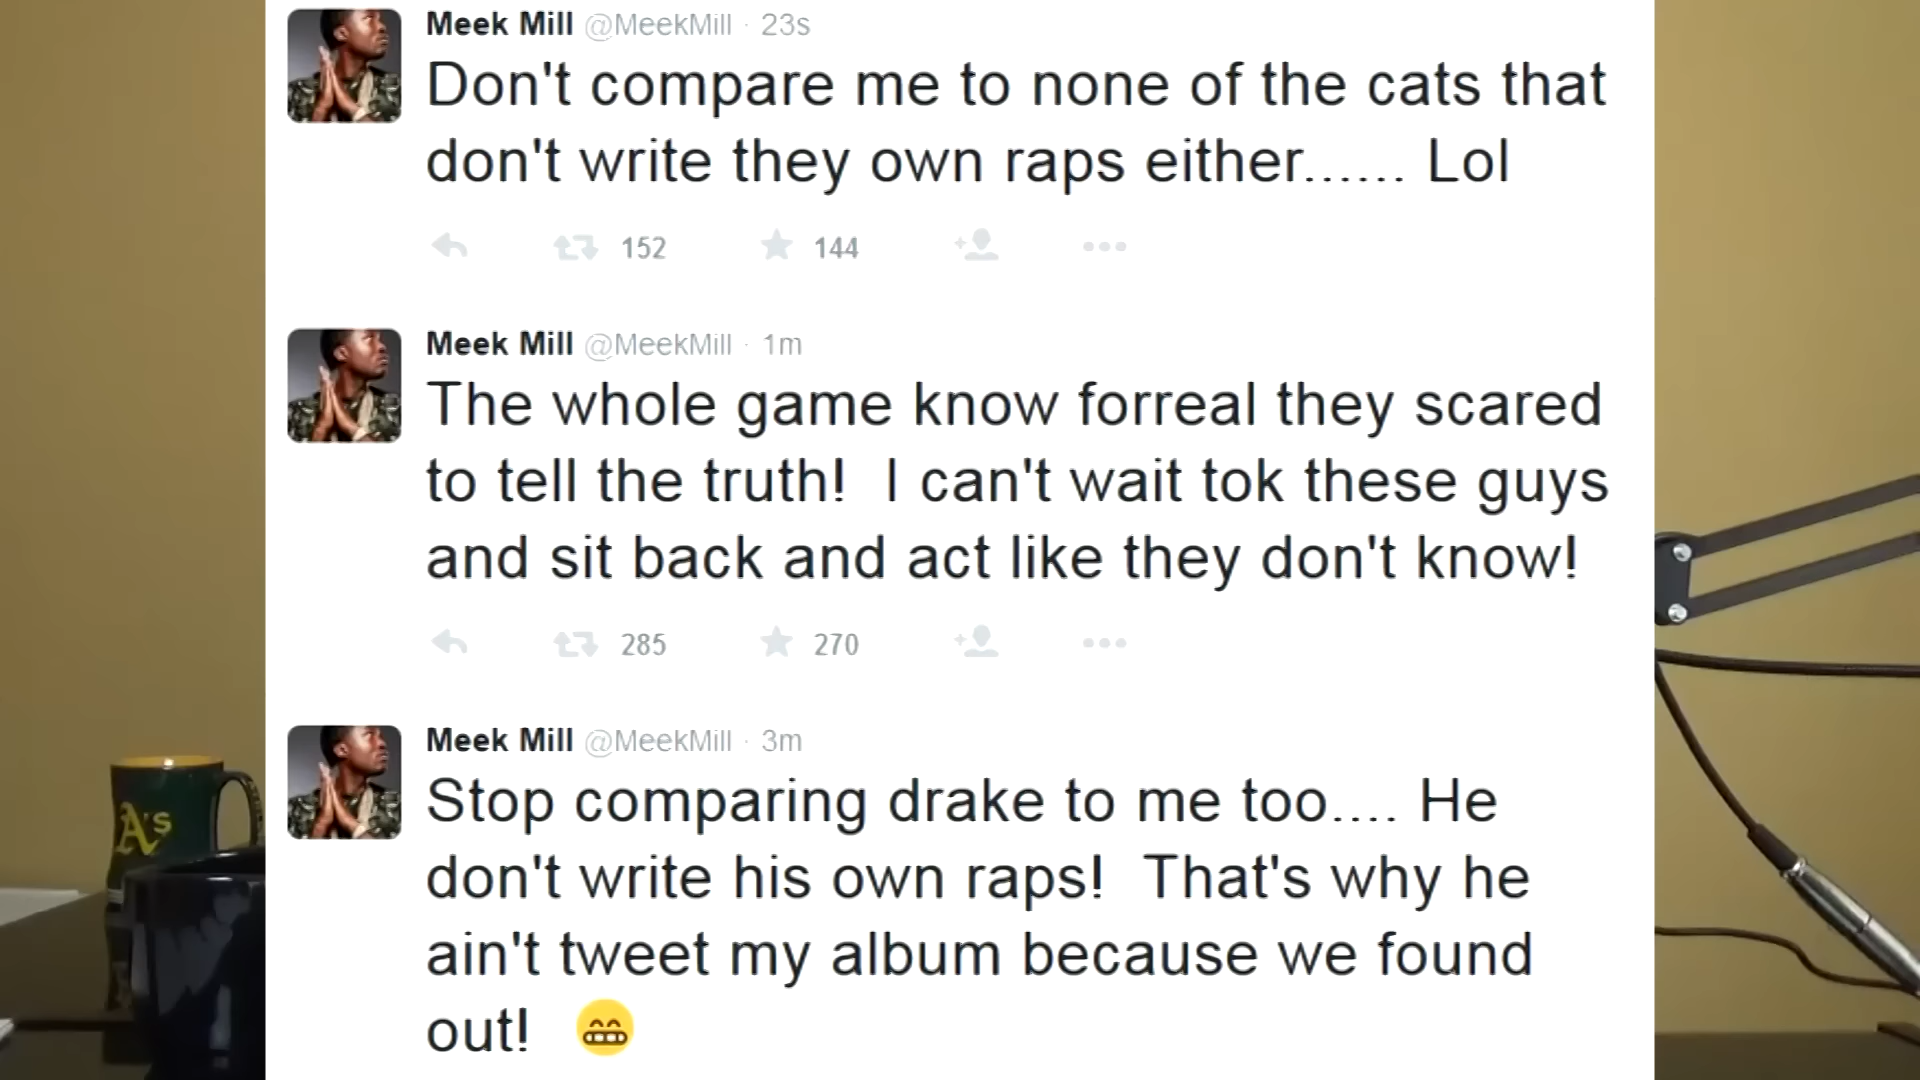 Meek Mill @MeekMill · 23s
Don't compare me to none of the cats that
don't write they own raps either...... Lol
152 144
Meek Mill @MeekMill · 1m
The whole game know forreal they scared
to tell the truth! I can't wait tok these guys
and sit back and act like they don't know!
285 270
Meek Mill @MeekMill · 3m
Stop comparing drake to me too.... He
don't write his own raps! That's why he
ain't tweet my album because we found
out! 😁
A's